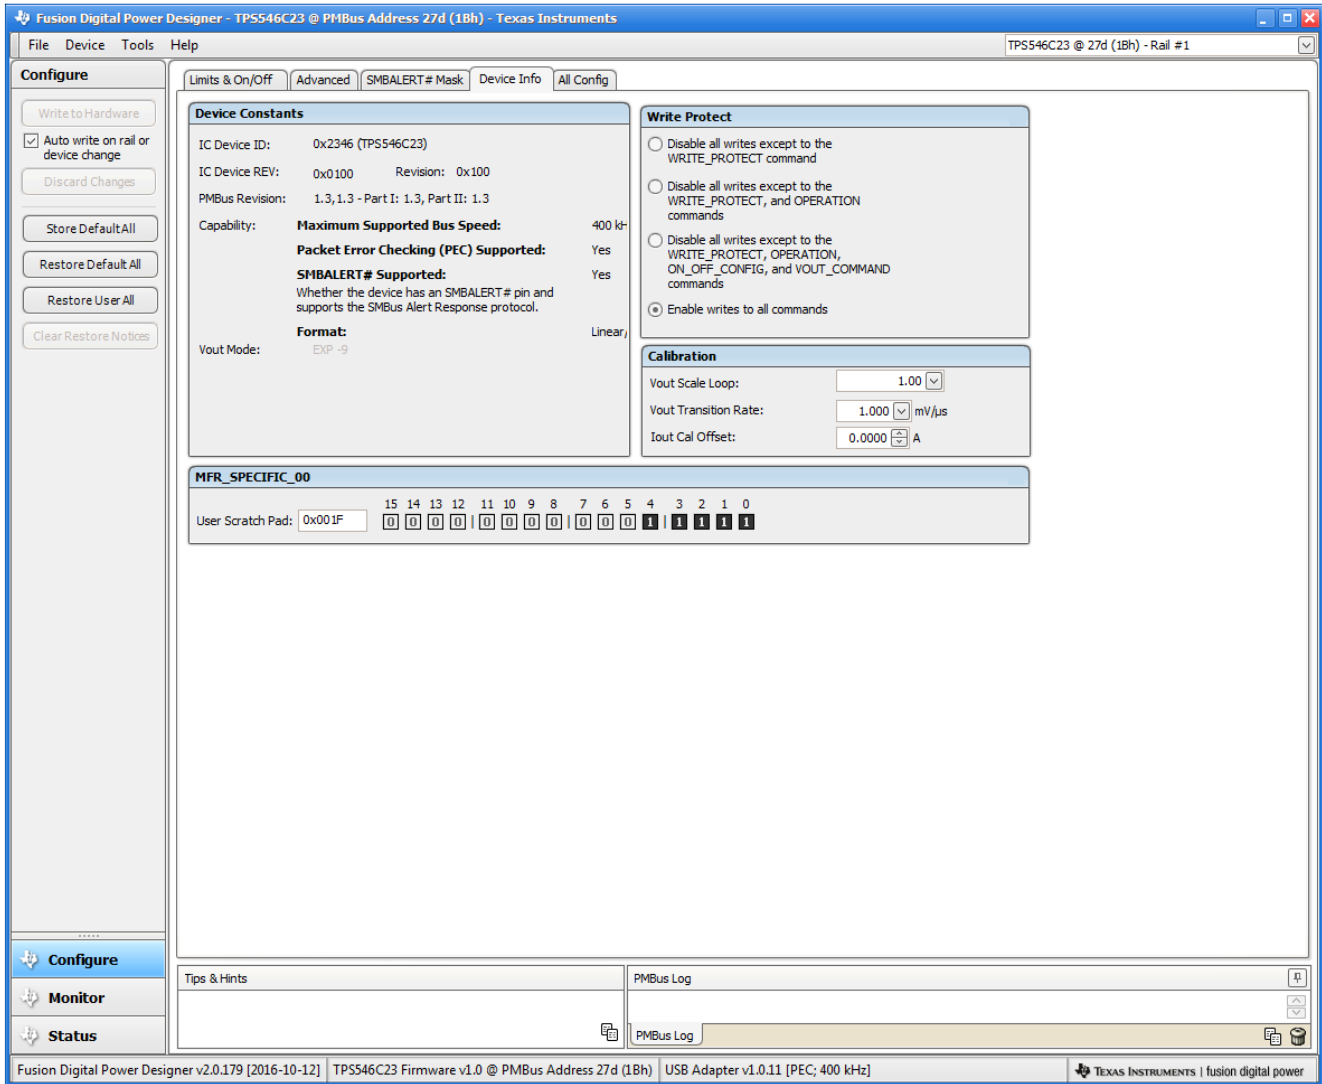 Fusion Digital Power Designer - TPS546C23 @ PMBus Address 27d (1Bh) - Texas Instruments
File Device Tools Help
TPS546C23 @ 27d (1Bh) - Rail #1
Configure
Write to Hardware
Auto write on rail or
device change
Discard Changes
Store Default All
Restore Default All
Restore User All
Clear Restore Notices
Limits & On/Off Advanced SMBALERT# Mask Device Info All Config
Device Constants
IC Device ID: 0x2346 (TPS546C23)
IC Device REV: 0x0100 Revision: 0x100
PMBus Revision: 1.3,1.3 - Part I: 1.3, Part II: 1.3
Capability: Maximum Supported Bus Speed: 400 kH
Packet Error Checking (PEC) Supported: Yes
SMBALERT# Supported: Yes
Whether the device has an SMBALERT# pin and
supports the SMBus Alert Response protocol.
Format: Linear,
Vout Mode: EXP -9
Write Protect
Disable all writes except to the
WRITE_PROTECT command
Disable all writes except to the
WRITE_PROTECT, and OPERATION
commands
Disable all writes except to the
WRITE_PROTECT, OPERATION,
ON_OFF_CONFIG, and VOUT_COMMAND
commands
Enable writes to all commands
Calibration
Vout Scale Loop: 1.00
Vout Transition Rate: 1.000 mV/µs
Iout Cal Offset: 0.0000 A
MFR_SPECIFIC_00
15 14 13 12 11 10 9 8 7 6 5 4 3 2 1 0
User Scratch Pad: 0x001F 0 0 0 0 | 0 0 0 0 | 0 0 0 1 | 1 1 1 1
Configure
Monitor
Status
Tips & Hints
PMBus Log
PMBus Log
Fusion Digital Power Designer v2.0.179 [2016-10-12] TPS546C23 Firmware v1.0 @ PMBus Address 27d (1Bh) USB Adapter v1.0.11 [PEC; 400 kHz] TEXAS INSTRUMENTS | fusion digital power